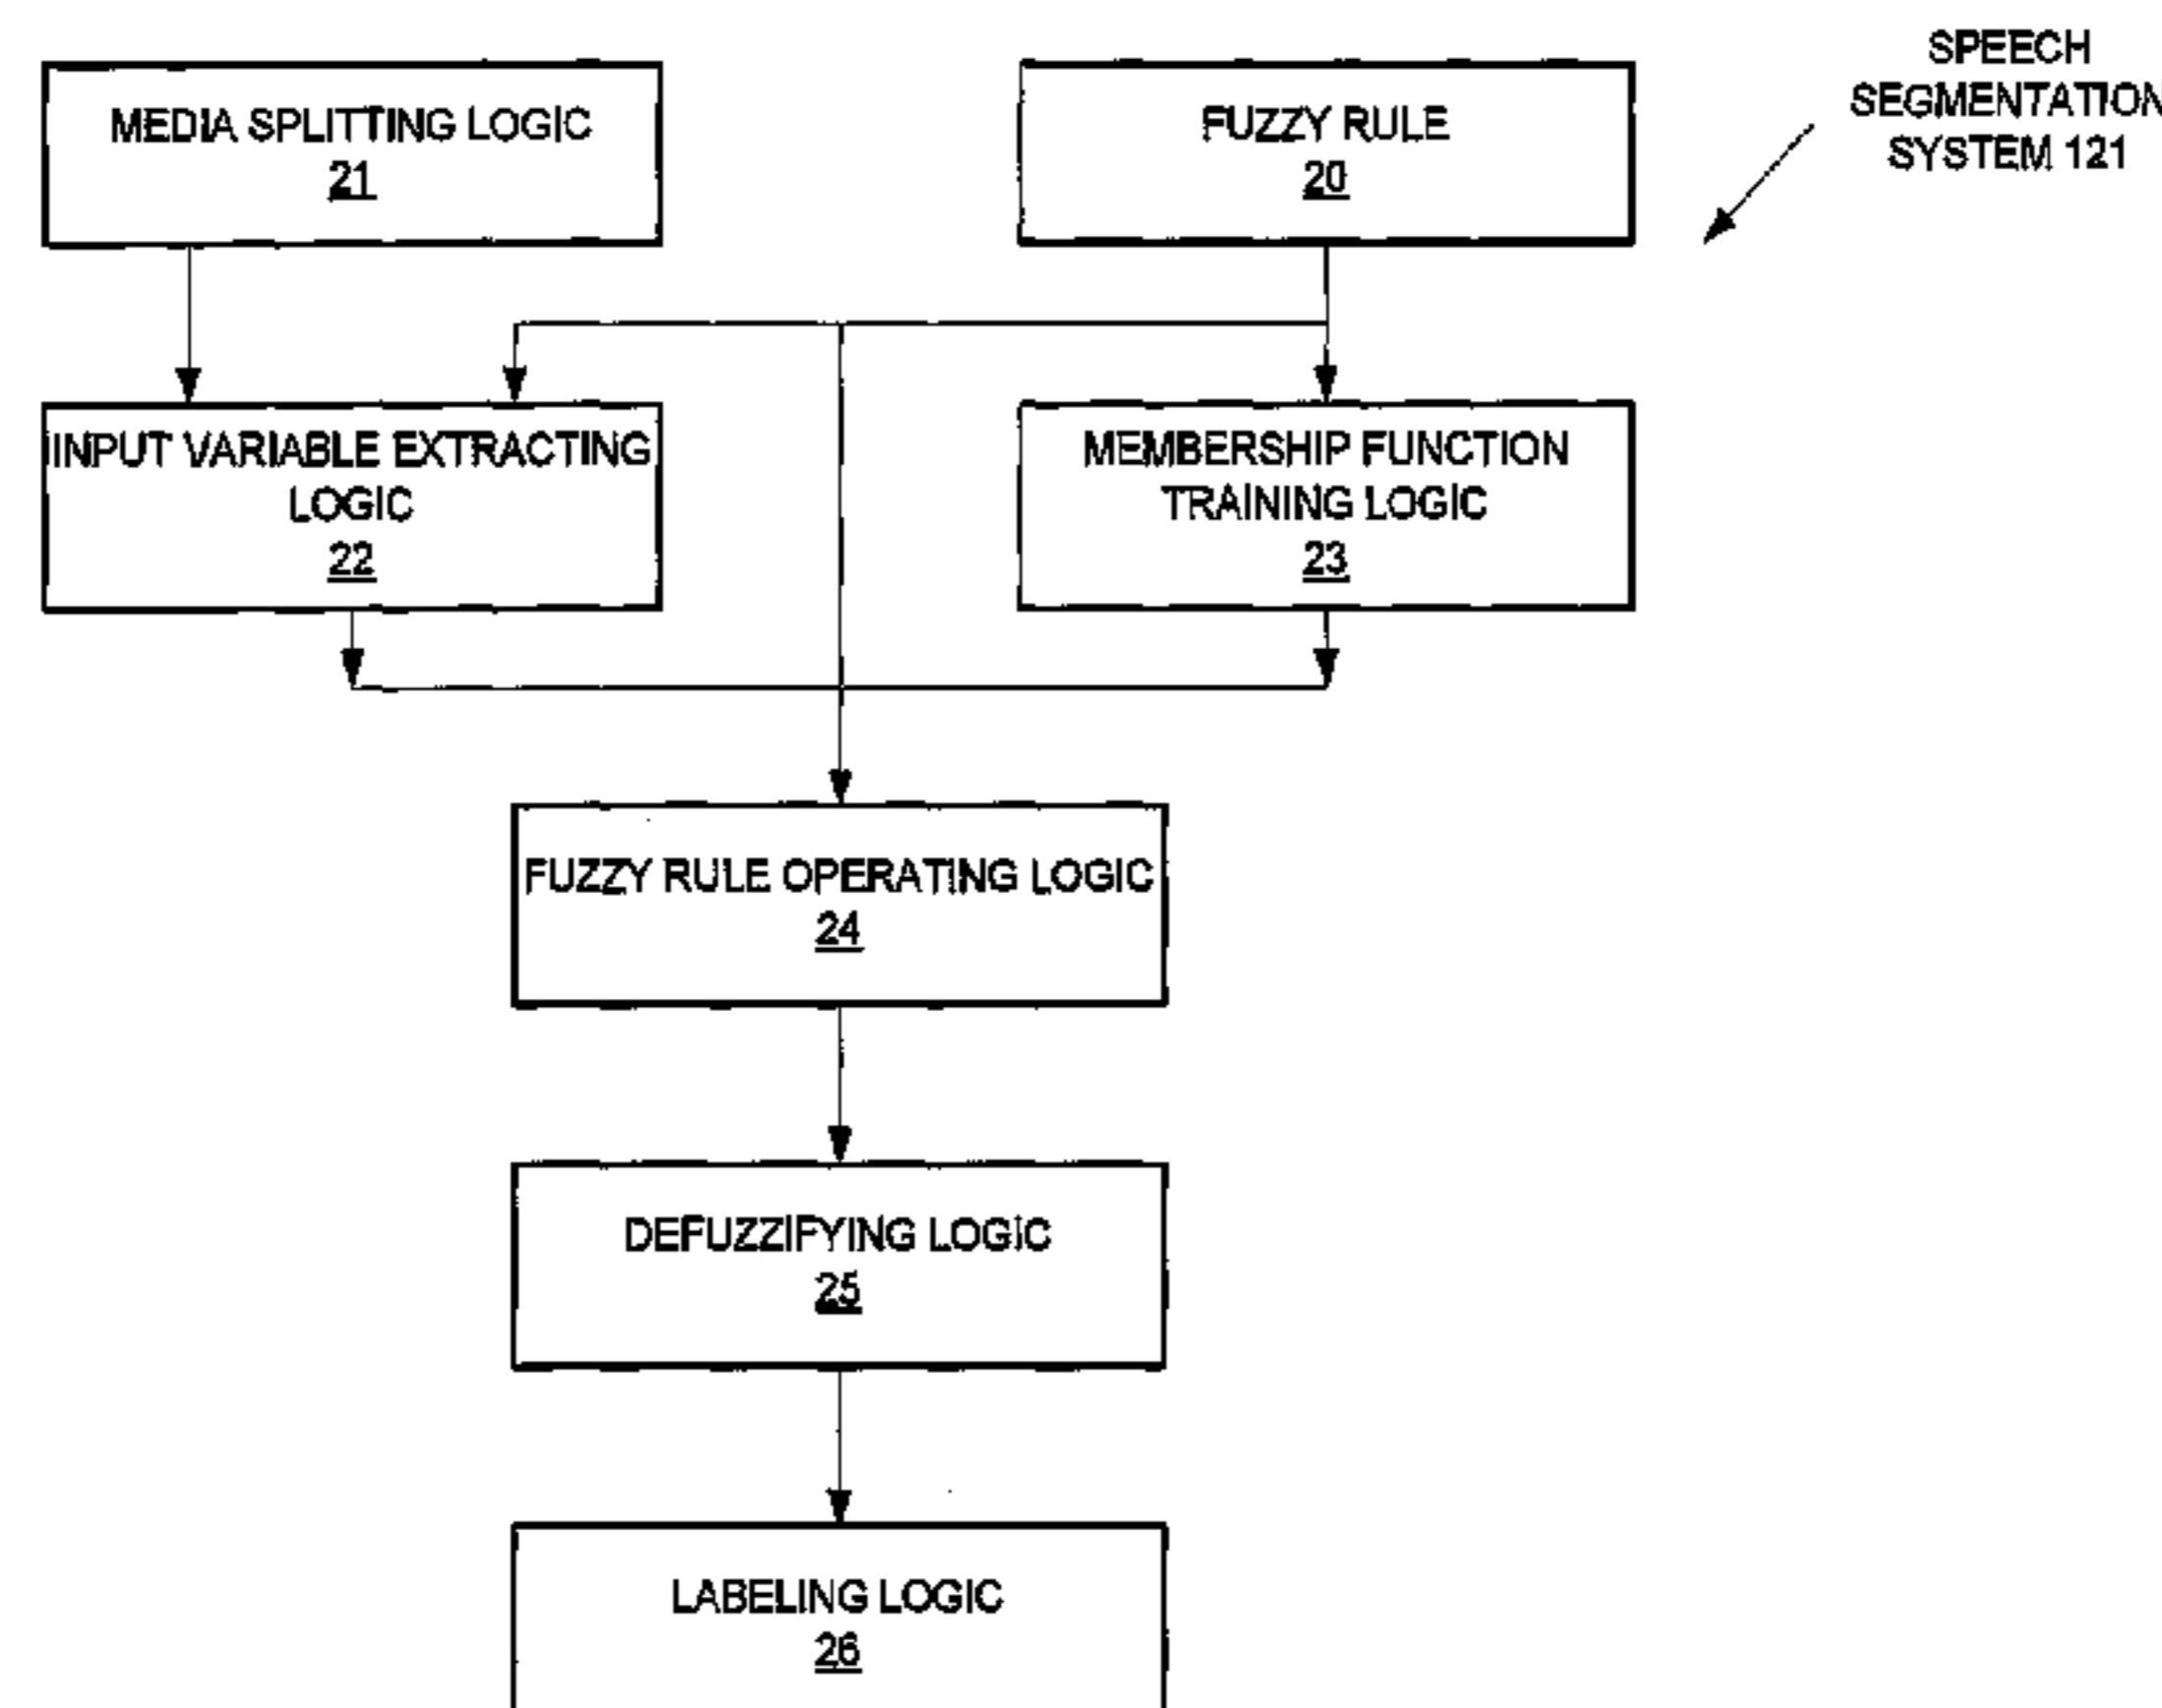 SPEECH
SEGMENTATION
SYSTEM 121
MEDIA SPLITTING LOGIC
21
FUZZY RULE
20
INPUT VARIABLE EXTRACTING
LOGIC
22
MEMBERSHIP FUNCTION
TRAINING LOGIC
23
FUZZY RULE OPERATING LOGIC
24
DEFUZZIFYING LOGIC
25
LABELING LOGIC
26